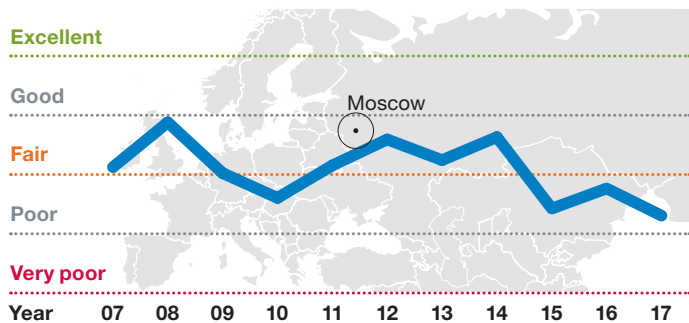 Excellent
Good
Moscow
Fair
Poor
Very poor
Year 07 08 09 10 11 12 13 14 15 16 17